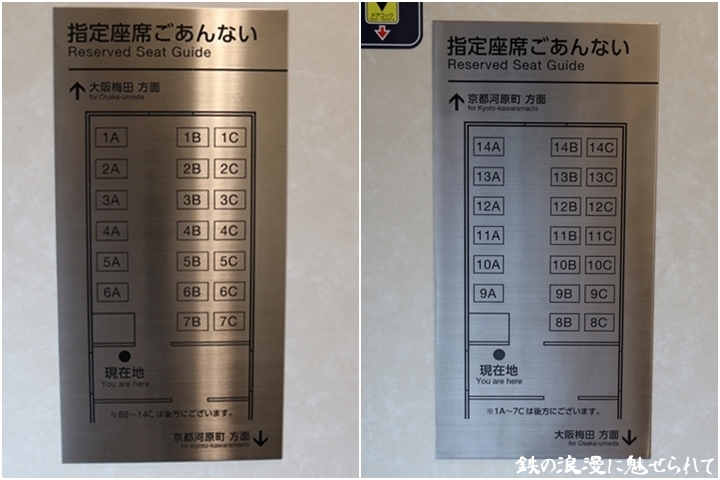 指定座席ごあんない
Reserved Seat Guide
大阪梅田 方面
for Osaka-umeda
1A 1B 1C
2A 2B 2C
3A 3B 3C
4A 4B 4C
5A 5B 5C
6A 6B 6C
7B 7C
現在地
You are here
※8B～14Cは後方にございます。
京都河原町 方面
for Kyoto-kawaramachi
ドアコック
指定座席ごあんない
Reserved Seat Guide
京都河原町 方面
for Kyoto-kawaramachi
14A 14B 14C
13A 13B 13C
12A 12B 12C
11A 11B 11C
10A 10B 10C
9A 9B 9C
8B 8C
現在地
You are here
※1A～7Cは後方にございます。
大阪梅田 方面
for Osaka-umeda
鉄の浪漫に魅せられて